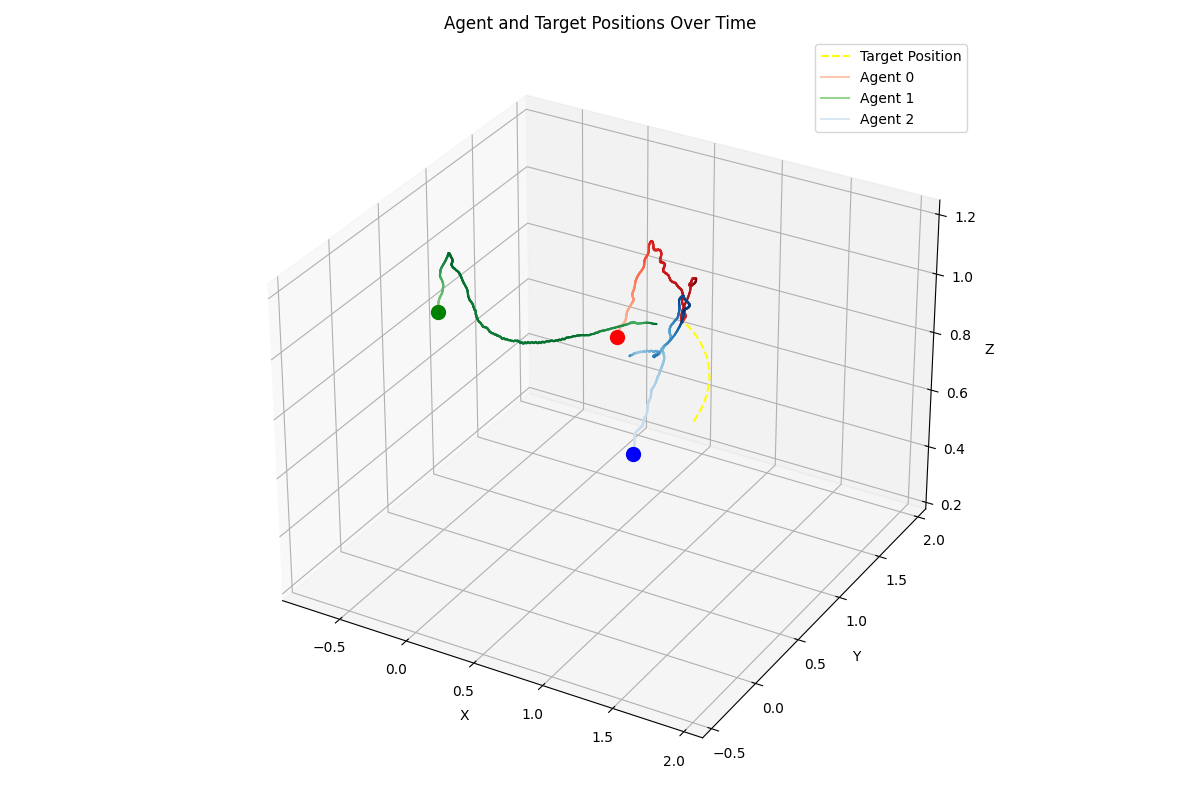 Agent and Target Positions Over Time
Target Position
Agent 0
Agent 1
Agent 2
1.2
1.0
0.8
0.6
0.4
0.2
Z
−0.5
0.0
0.5
1.0
1.5
2.0
X
−0.5
0.0
0.5
1.0
1.5
2.0
Y